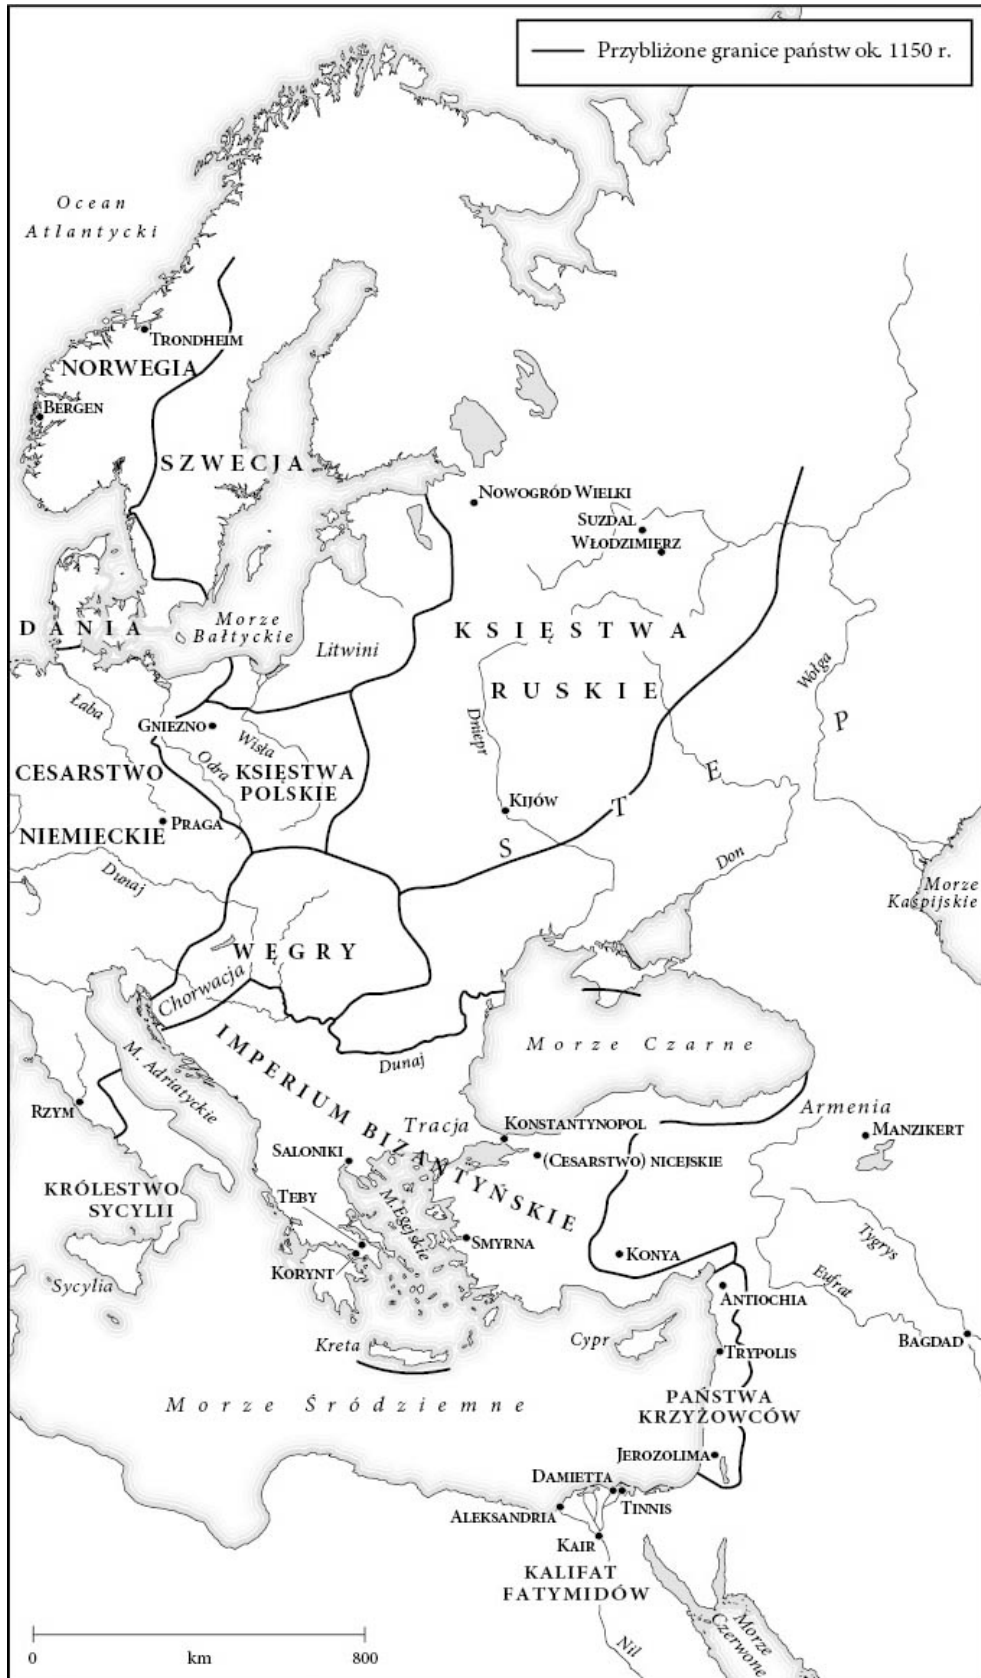 Przybliżone granice państw ok. 1150 r.
Ocean
Atlantycki
TRONDHEIM
NORWEGIA
BERGEN
SZWECJA
NOWOGRÓD WIELKI
SUZDAL
WŁODZIMIERZ
DANIA
Morze
Bałtyckie
Litwini
KSIĘSTWA
RUSKIE
Wołga
Łaba
GNIEZNO
Wisła
Odra
Dniepr
STEP
CESARSTWO
NIEMIECKIE
KSIĘSTWA
POLSKIE
PRAGA
KIJÓW
Don
Dunaj
Morze
Kaspijskie
WĘGRY
Chorwacja
IMPERIUM BIZANTYŃSKIE
Dunaj
Morze Czarne
M. Adriatyckie
RZYM
Tracja
KONSTANTYNOPOL
Armenia
MANZIKERT
SALONIKI
(CESARSTWO) NICEJSKIE
KRÓLESTWO
SYCYLII
TEBY
M. Egejskie
SMYRNA
KONYA
Tygrys
KORYNT
Eufrat
Sycylia
ANTIOCHIA
Kreta
Cypr
TRYPOLIS
BAGDAD
Morze Śródziemne
PAŃSTWA
KRZYŻOWCÓW
JEROZOLIMA
DAMIETTA
TINNIS
ALEKSANDRIA
KAIR
KALIFAT
FATYMIDÓW
Nil
Morze
Czerwone
0 km 800